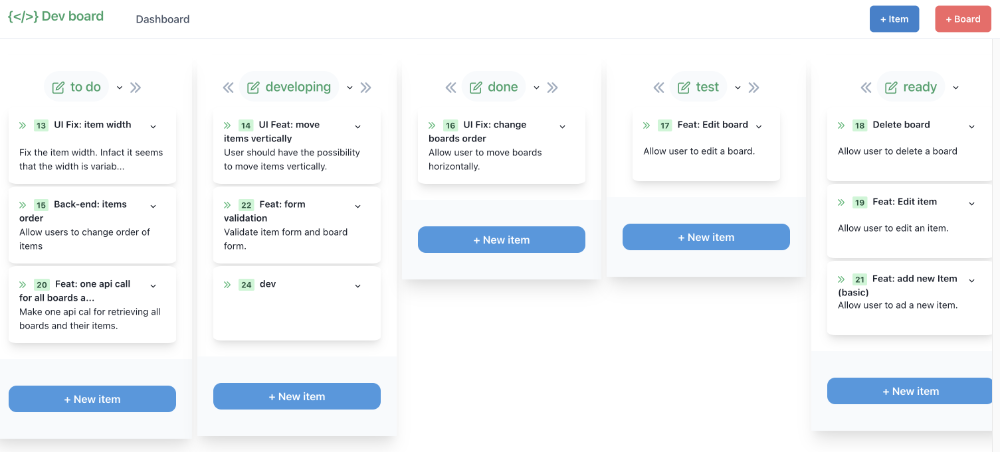 {</>} Dev board
Dashboard
+ Item
+ Board
to do
13 UI Fix: item width
Fix the item width. Infact it seems
that the width is variab...
15 Back-end: items
order
Allow users to change order of
items
20 Feat: one api call
for all boards a...
Make one api cal for retrieving all
boards and their items.
+ New item
developing
14 UI Feat: move
items vertically
User should have the possibility
to move items vertically.
22 Feat: form
validation
Validate item form and board
form.
24 dev
+ New item
done
16 UI Fix: change
boards order
Allow user to move boards
horizontally.
+ New item
test
17 Feat: Edit board
Allow user to edit a board.
+ New item
ready
18 Delete board
Allow user to delete a board
19 Feat: Edit item
Allow user to edit an item.
21 Feat: add new Item
(basic)
Allow user to ad a new item.
+ New item